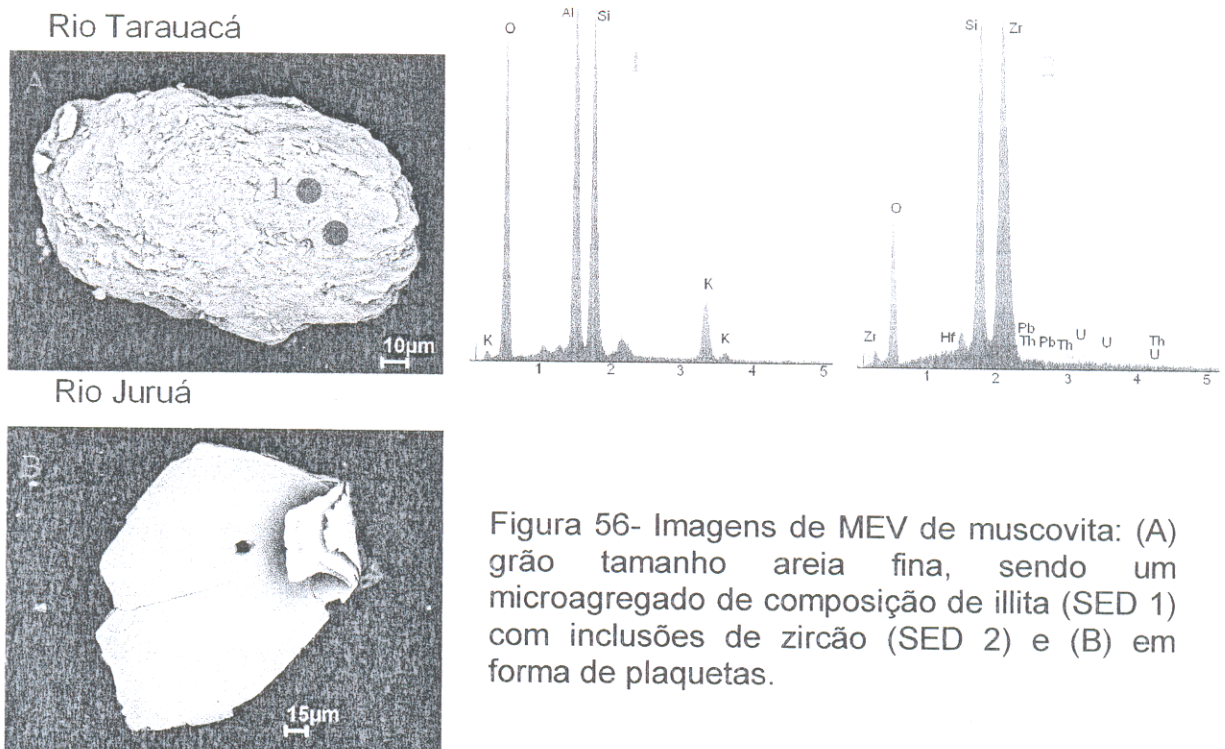 Rio Tarauacá
A
1
10µm
O
Al
Si
K
K
K
1 2 3 4 5
Si
Zr
O
Zr
Hf
Pb
Th
Pb
Th
U
U
Th
U
1 2 3 4 5
Rio Juruá
B
15µm
Figura 56- Imagens de MEV de muscovita: (A)
grão tamanho areia fina, sendo um
microagregado de composição de illita (SED 1)
com inclusões de zircão (SED 2) e (B) em
forma de plaquetas.